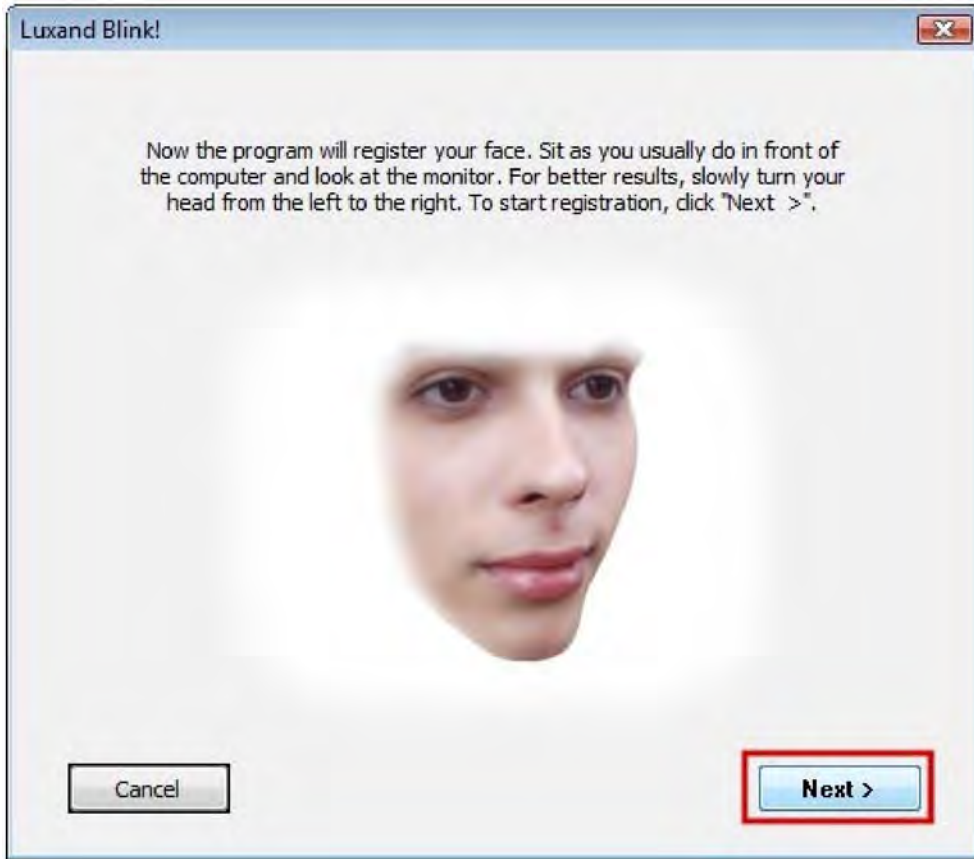 Luxand Blink!
Now the program will register your face. Sit as you usually do in front of
the computer and look at the monitor. For better results, slowly turn your
head from the left to the right. To start registration, click "Next  >".
Cancel
Next >